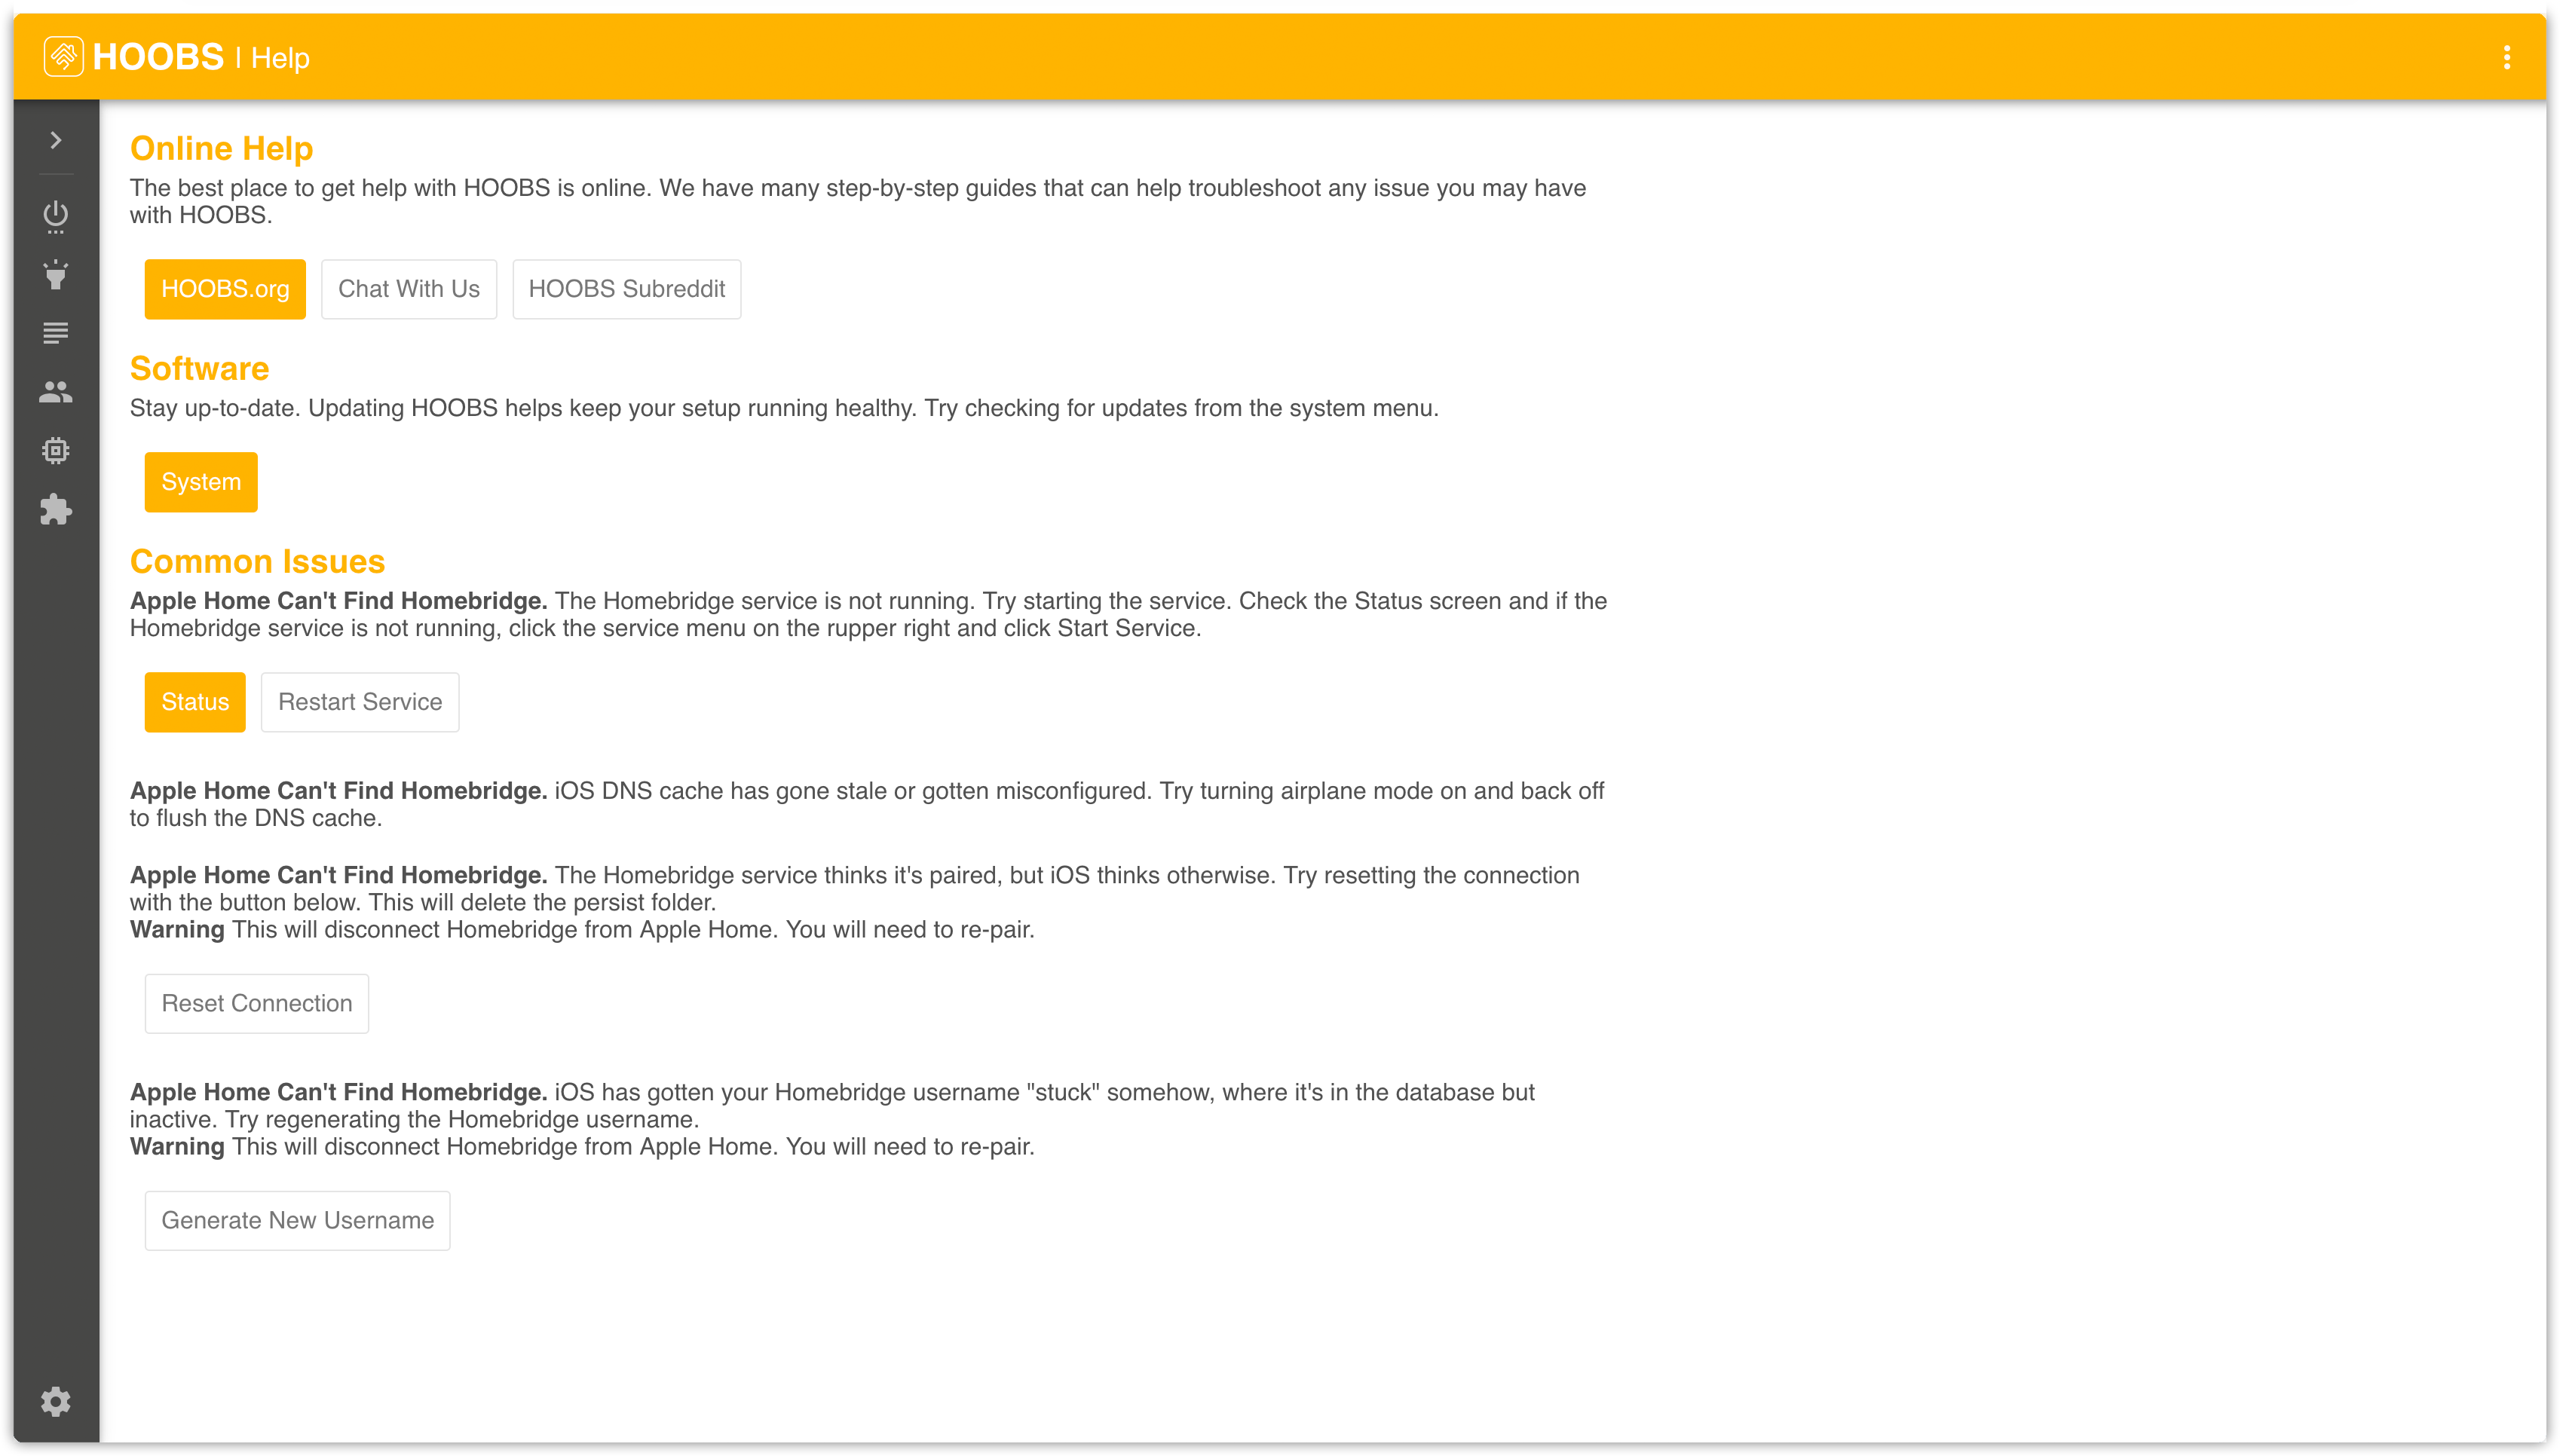 HOOBS | Help
Online Help
The best place to get help with HOOBS is online. We have many step-by-step guides that can help troubleshoot any issue you may have
with HOOBS.
HOOBS.org Chat With Us HOOBS Subreddit
Software
Stay up-to-date. Updating HOOBS helps keep your setup running healthy. Try checking for updates from the system menu.
System
Common Issues
Apple Home Can't Find Homebridge. The Homebridge service is not running. Try starting the service. Check the Status screen and if the
Homebridge service is not running, click the service menu on the rupper right and click Start Service.
Status Restart Service
Apple Home Can't Find Homebridge. iOS DNS cache has gone stale or gotten misconfigured. Try turning airplane mode on and back off
to flush the DNS cache.
Apple Home Can't Find Homebridge. The Homebridge service thinks it's paired, but iOS thinks otherwise. Try resetting the connection
with the button below. This will delete the persist folder.
Warning This will disconnect Homebridge from Apple Home. You will need to re-pair.
Reset Connection
Apple Home Can't Find Homebridge. iOS has gotten your Homebridge username "stuck" somehow, where it's in the database but
inactive. Try regenerating the Homebridge username.
Warning This will disconnect Homebridge from Apple Home. You will need to re-pair.
Generate New Username